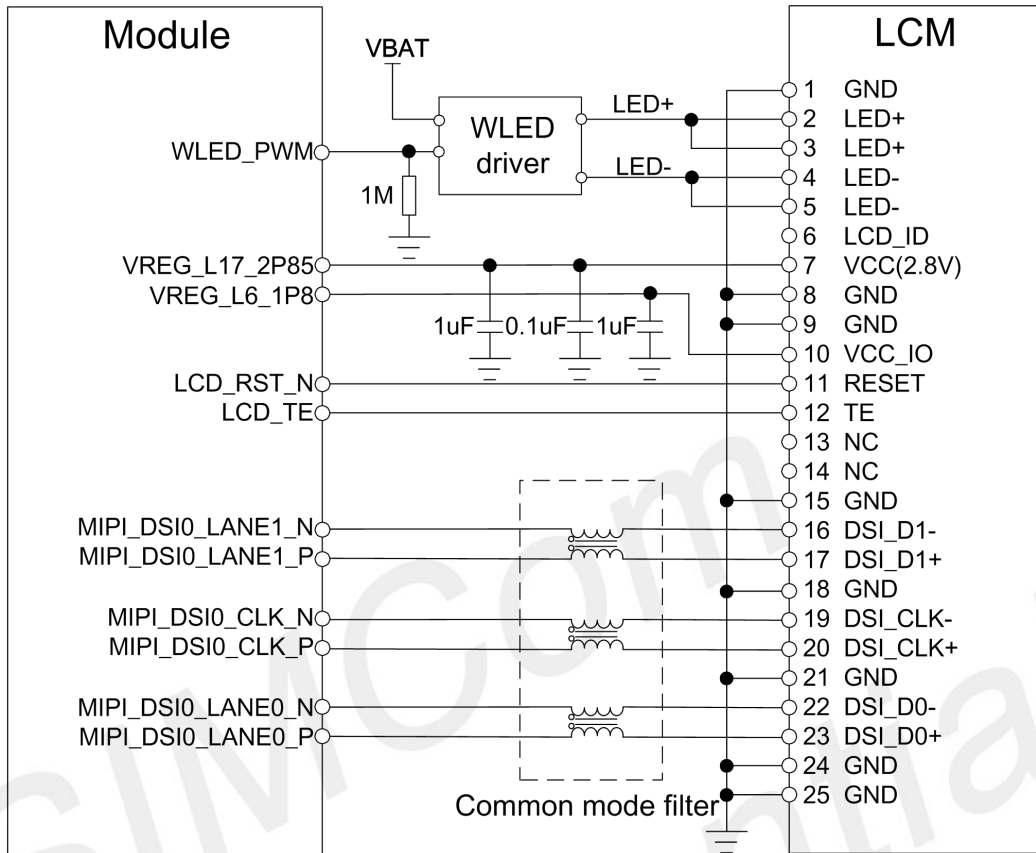 Module
LCM
VBAT
WLED
driver
LED+
LED-
WLED_PWM
1M
VREG_L17_2P85
VREG_L6_1P8
1uF
0.1uF
1uF
LCD_RST_N
LCD_TE
MIPI_DSI0_LANE1_N
MIPI_DSI0_LANE1_P
MIPI_DSI0_CLK_N
MIPI_DSI0_CLK_P
MIPI_DSI0_LANE0_N
MIPI_DSI0_LANE0_P
Common mode filter
1 GND
2 LED+
3 LED+
4 LED-
5 LED-
6 LCD_ID
7 VCC(2.8V)
8 GND
9 GND
10 VCC_IO
11 RESET
12 TE
13 NC
14 NC
15 GND
16 DSI_D1-
17 DSI_D1+
18 GND
19 DSI_CLK-
20 DSI_CLK+
21 GND
22 DSI_D0-
23 DSI_D0+
24 GND
25 GND
SIMCom